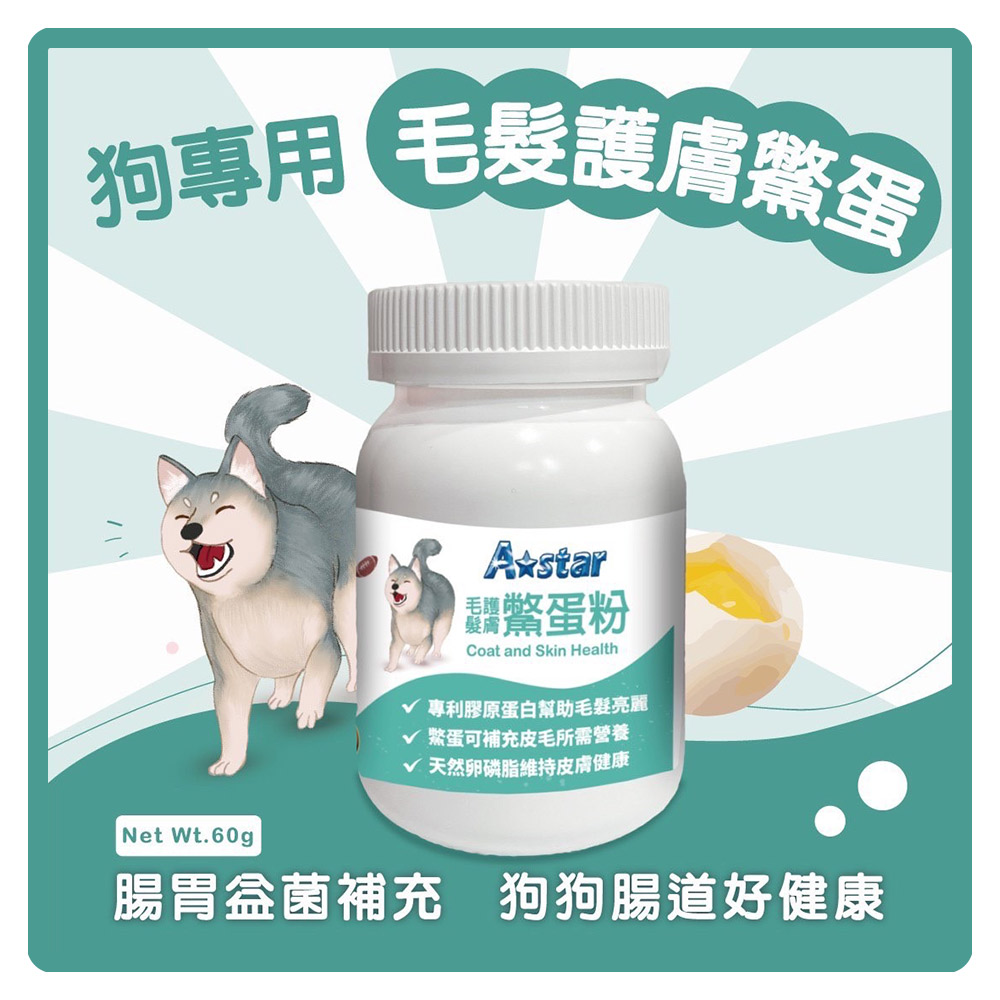 狗專用 毛髮護膚鱉蛋
A☆star
毛髮護膚鱉蛋粉
Coat and Skin Health
✓ 專利膠原蛋白幫助毛髮亮麗
✓ 鱉蛋可補充皮毛所需營養
✓ 天然卵磷脂維持皮膚健康
Net Wt.60g
腸胃益菌補充 狗狗腸道好健康